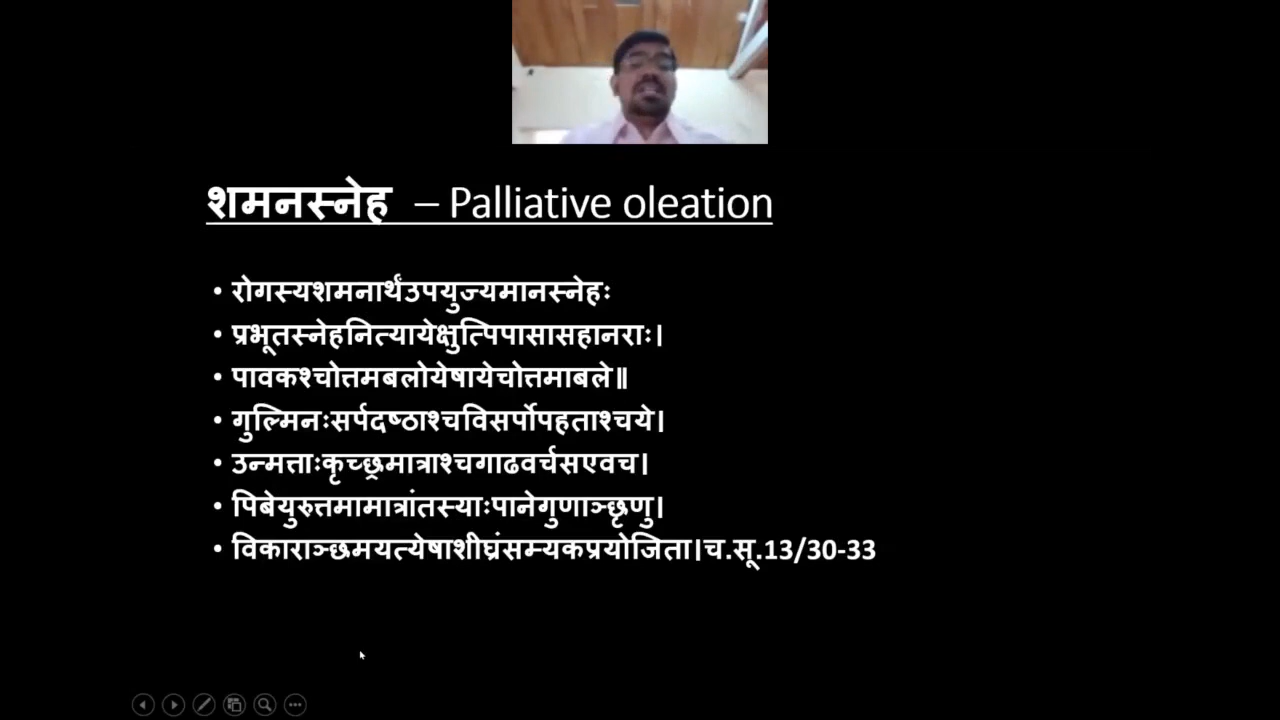 शमनस्नेह – Palliative oleation
• रोगस्यशमनार्थंउपयुज्यमानस्नेहः
• प्रभूतस्नेहनित्यायेक्षुत्पिपासासहानराः।
• पावकश्चोत्तमबलोयेषायेचोत्तमाबले॥
• गुल्मिनःसर्पदष्ठाश्चविसर्पोपहताश्चये।
• उन्मत्ताःकृच्छ्रमात्राश्चगाढवर्चसएवच।
• पिबेयुरुत्तमामात्रांतस्याःपानेगुणाञ्छृणु।
• विकाराञ्छमयत्येषाशीघ्रंसम्यकप्रयोजिता।च.सू.13/30-33